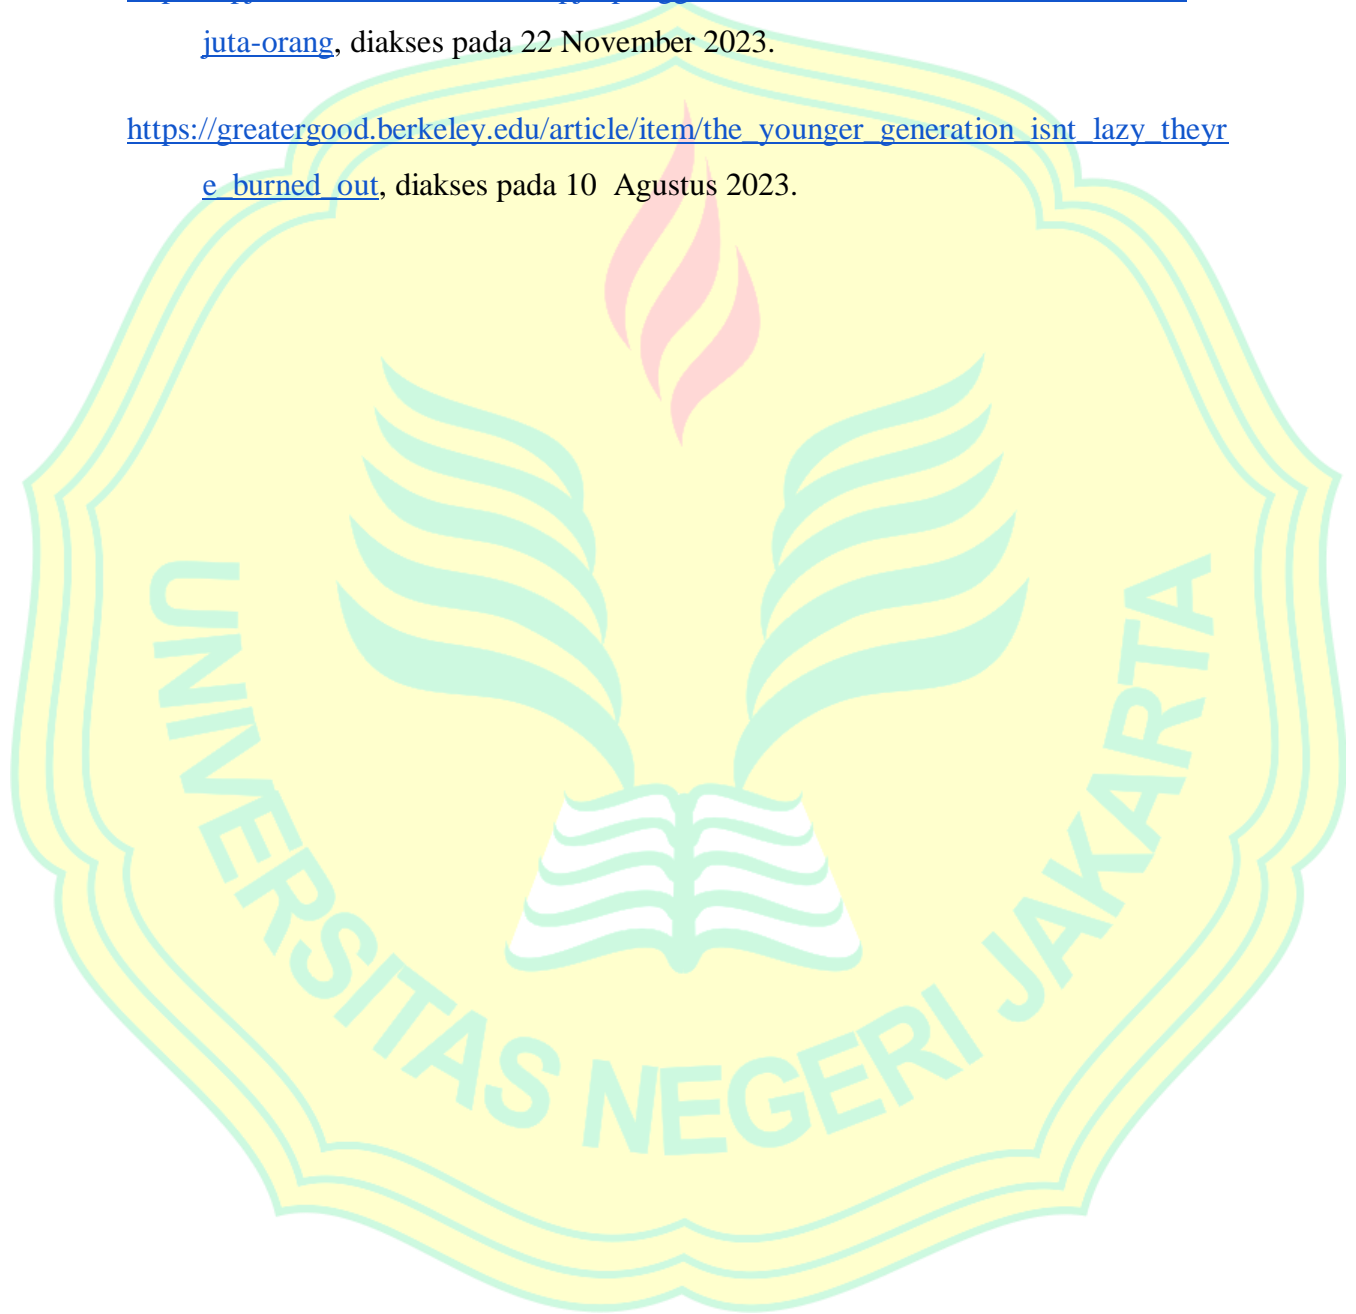 juta-orang, diakses pada 22 November 2023.
https://greatergood.berkeley.edu/article/item/the_younger_generation_isnt_lazy_theyr
e_burned_out, diakses pada 10 Agustus 2023.
UNIVERSITAS NEGERI JAKARTA